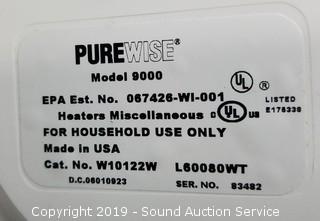 PUREWISE®
Model 9000
EPA Est. No. 067426-WI-001
LISTED
E175336
Heaters Miscellaneous
FOR HOUSEHOLD USE ONLY
Made in USA
Cat. No. W10122W L60080WT
D.C.06010923 SER. NO. 83482
Copyright 2019 - Sound Auction Service